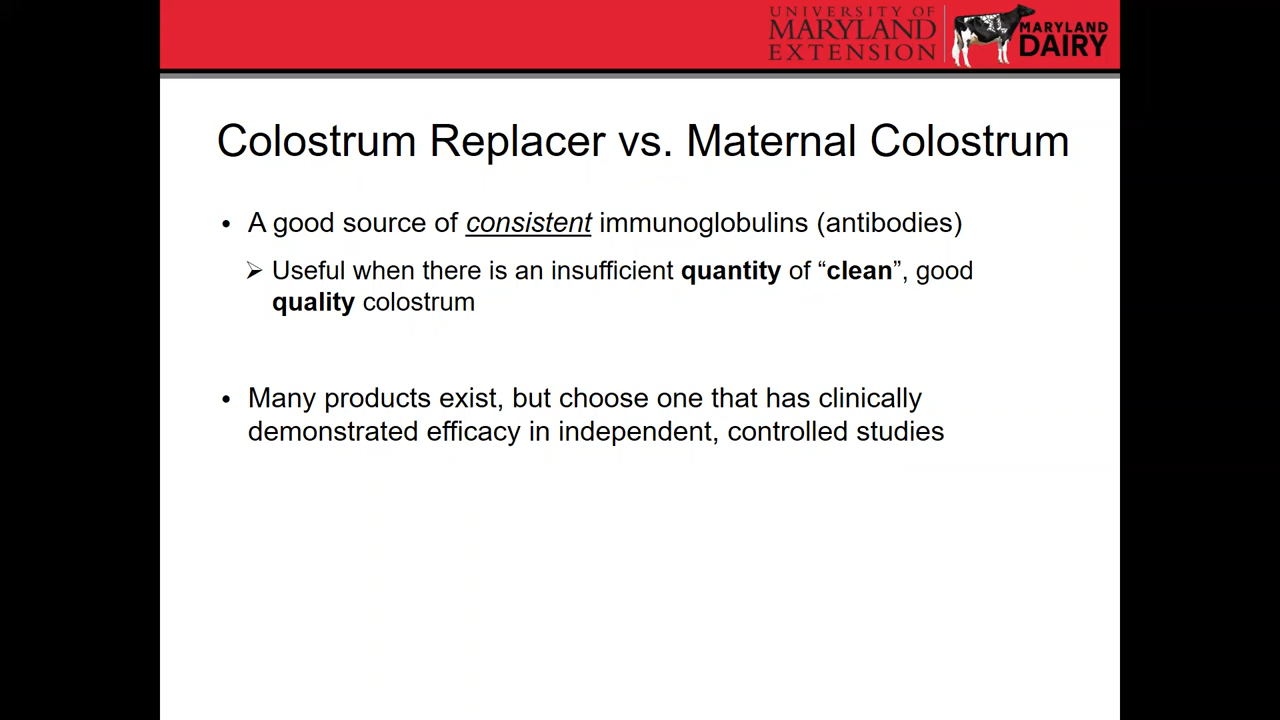 UNIVERSITY OF
MARYLAND
EXTENSION
MARYLAND
DAIRY
Colostrum Replacer vs. Maternal Colostrum
• A good source of consistent immunoglobulins (antibodies)
➢ Useful when there is an insufficient quantity of “clean”, good
quality colostrum
• Many products exist, but choose one that has clinically
demonstrated efficacy in independent, controlled studies